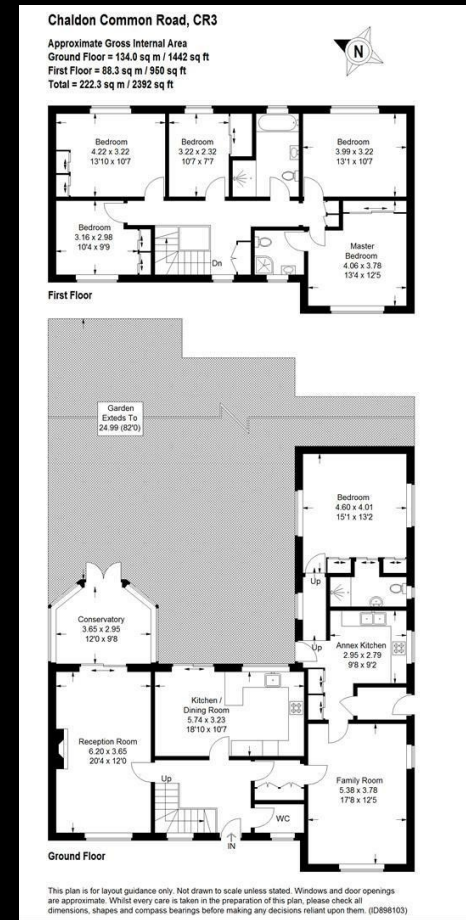 Chaldon Common Road, CR3
Approximate Gross Internal Area
Ground Floor = 134.0 sq m / 1442 sq ft
First Floor = 88.3 sq m / 950 sq ft
Total = 222.3 sq m / 2392 sq ft
N
Bedroom
4.22 x 3.22
13'10 x 10'7
Bedroom
3.22 x 2.32
10'7 x 7'7
Bedroom
3.99 x 3.22
13'1 x 10'7
Bedroom
3.16 x 2.98
10'4 x 9'9
Dn
Master
Bedroom
4.06 x 3.78
13'4 x 12'5
First Floor
Garden
Exteds To
24.99 (82'0)
Bedroom
4.60 x 4.01
15'1 x 13'2
Up
Conservatory
3.65 x 2.95
12'0 x 9'8
Up
Annex Kitchen
2.95 x 2.79
9'8 x 9'2
Kitchen /
Dining Room
5.74 x 3.23
18'10 x 10'7
Reception Room
6.20 x 3.65
20'4 x 12'0
Up
Family Room
5.38 x 3.78
17'8 x 12'5
WC
IN
Ground Floor
This plan is for layout guidance only. Not drawn to scale unless stated. Windows and door openings
are approximate. Whilst every care is taken in the preparation of this plan, please check all
dimensions, shapes and compass bearings before making any decisions reliant upon them. (ID898103)